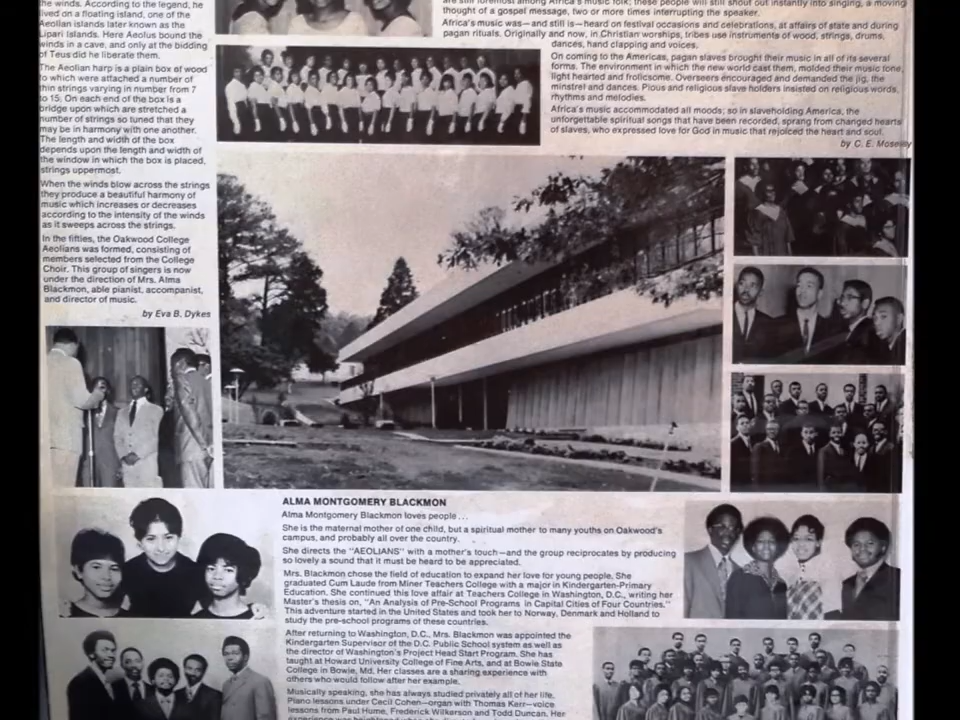 the winds. According to the legend, he
lived on a floating island, one of the
Aeolian islands later known as the
Lipari Islands. Here Aeolus bound the
winds in a cave, and only at the bidding
of Teus did he liberate them.
The Aeolian harp is a plain box of wood
to which were attached a number of
thin strings varying in number from 7
to 15. On each end of the box is a
bridge upon which are stretched a
number of strings so tuned that they
may be in harmony with one another.
The length and width of the box
depends upon the length and width of
the window in which the box is placed,
strings uppermost.
When the winds blow across the strings
they produce a beautiful harmony of
music which increases or decreases
according to the intensity of the winds
as it sweeps across the strings.
In the fifties, the Oakwood College
Aeolians was formed, consisting of
members selected from the College
Choir. This group of singers is now
under the direction of Mrs. Alma
Blackmon, able pianist, accompanist,
and director of music.
by Eva B. Dykes
are still foremost among Africa's music folk; these people will still shout out instantly into singing, a moving
thought of a gospel message, two or more times interrupting the speaker.
Africa's music was—and still is—heard on festival occasions and celebrations, at affairs of state and during
pagan rituals. Originally and now, in Christian worships, tribes use instruments of wood, strings, drums,
dances, hand clapping and voices.
On coming to the Americas, pagan slaves brought their music in all of its several
forms. The environment in which the new world cast them, molded their music tone,
light hearted and frolicsome. Overseers encouraged and demanded the jig, the
minstrel and dances. Pious and religious slave holders insisted on religious words,
rhythms and melodies.
Africa's music accommodated all moods; so in slaveholding America, the
unforgettable spiritual songs that have been recorded, sprang from changed hearts
of slaves, who expressed love for God in music that rejoiced the heart and soul.
by C. E. Moseley
ALMA MONTGOMERY BLACKMON
Alma Montgomery Blackmon loves people...
She is the maternal mother of one child, but a spiritual mother to many youths on Oakwood's
campus, and probably all over the country.
She directs the "AEOLIANS" with a mother's touch—and the group reciprocates by producing
so lovely a sound that it must be heard to be appreciated.
Mrs. Blackmon chose the field of education to expand her love for young people. She
graduated Cum Laude from Miner Teachers College with a major in Kindergarten-Primary
Education. She continued this love affair at Teachers College in Washington, D.C., writing her
Master's thesis on, "An Analysis of Pre-School Programs in Capital Cities of Four Countries."
This adventure started in the United States and took her to Norway, Denmark and Holland to
study the pre-school programs of these countries.
After returning to Washington, D.C., Mrs. Blackmon was appointed the
Kindergarten Supervisor of the D.C. Public School system as well as
the director of Washington's Project Head Start Program. She has
taught at Howard University College of Fine Arts, and at Bowie State
College in Bowie, Md. Her classes are a sharing experience with
others who would follow after her example.
Musically speaking, she has always studied privately all of her life.
Piano lessons under Cecil Cohen—organ with Thomas Kerr—voice
lessons from Paul Hume, Frederick Wilkerson and Todd Duncan. Her